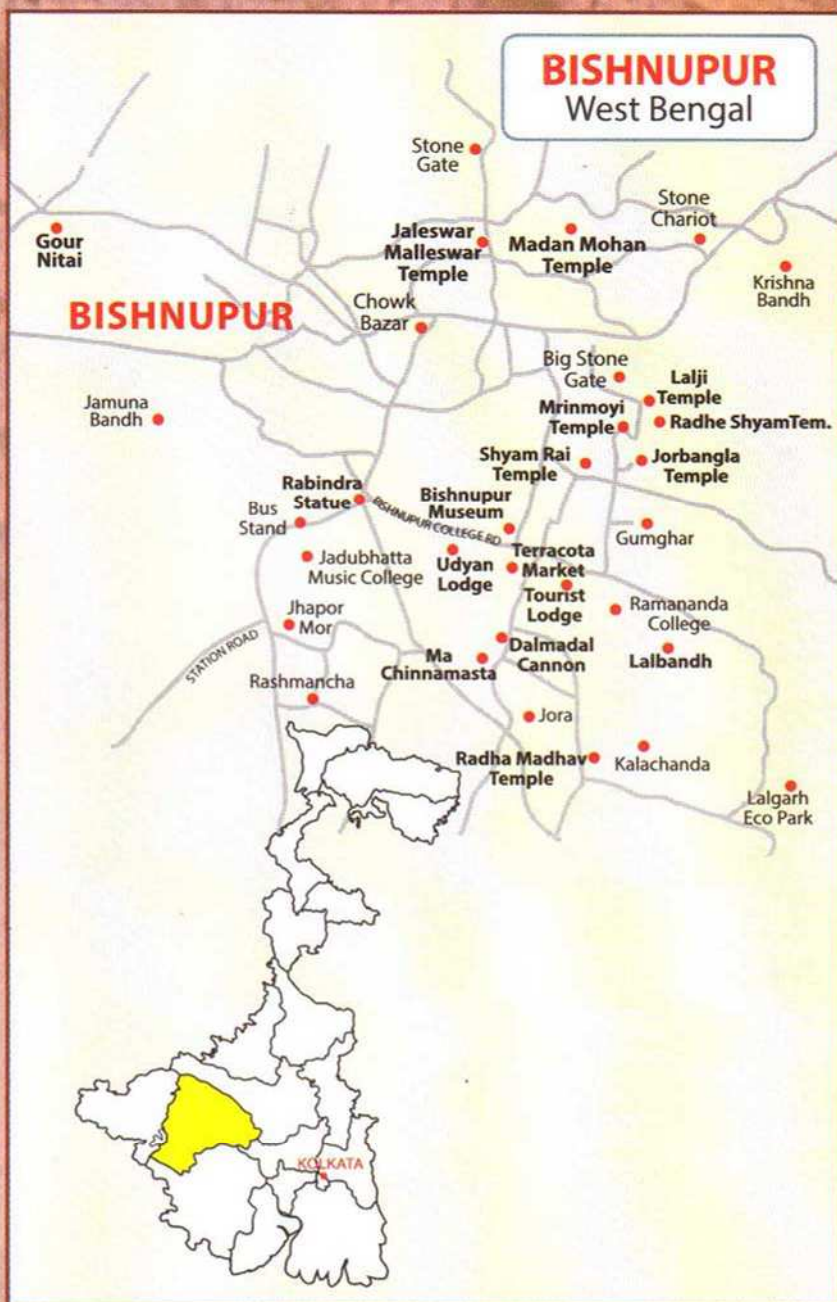 BISHNUPUR
West Bengal
Stone
Gate
Stone
Chariot
Gour
Nitai
Jaleswar
Malleswar
Temple
Madan Mohan
Temple
Krishna
Bandh
BISHNUPUR
Chowk
Bazar
Big Stone
Gate
Lalji
Temple
Jamuna
Bandh
Mrinmoyi
Temple
Radhe ShyamTem.
Shyam Rai
Temple
Jorbangla
Temple
Rabindra
Statue
Bishnupur
Museum
BISHNUPUR COLLEGE RD
Bus
Stand
Gumghar
Jadubhatta
Music College
Udyan
Lodge
Terracota
Market
Tourist
Lodge
Jhapor
Mor
Ramananda
College
STATION ROAD
Dalmadal
Cannon
Ma
Chinnamasta
Lalbandh
Rashmancha
Jora
Radha Madhav
Temple
Kalachanda
Lalgarh
Eco Park
KOLKATA